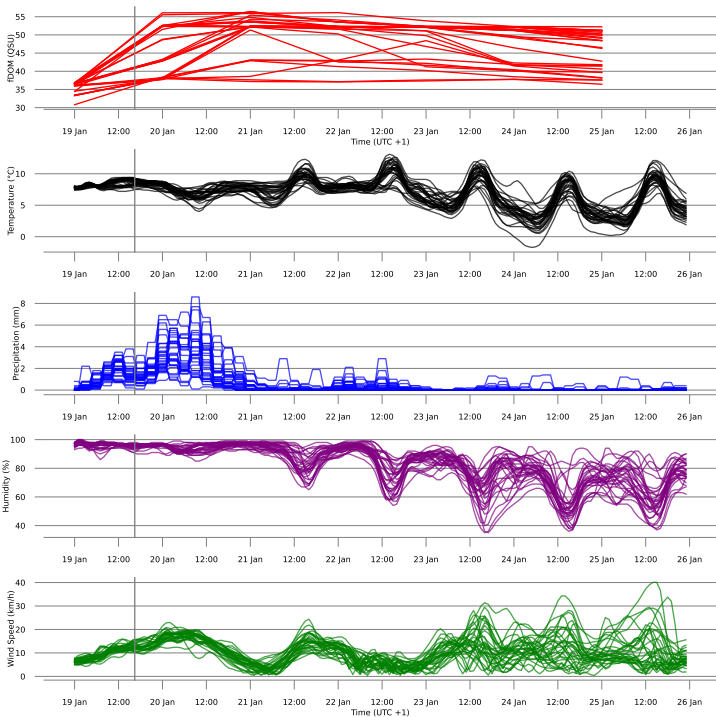 fDOM (QSU)
55
50
45
40
35
30
19 Jan 12:00 20 Jan 12:00 21 Jan 12:00 22 Jan 12:00 23 Jan 12:00 24 Jan 12:00 25 Jan 12:00 26 Jan
Time (UTC +1)
Temperature (°C)
10
5
0
19 Jan 12:00 20 Jan 12:00 21 Jan 12:00 22 Jan 12:00 23 Jan 12:00 24 Jan 12:00 25 Jan 12:00 26 Jan
Precipitation (mm)
8
6
4
2
0
19 Jan 12:00 20 Jan 12:00 21 Jan 12:00 22 Jan 12:00 23 Jan 12:00 24 Jan 12:00 25 Jan 12:00 26 Jan
Humidity (%)
100
80
60
40
19 Jan 12:00 20 Jan 12:00 21 Jan 12:00 22 Jan 12:00 23 Jan 12:00 24 Jan 12:00 25 Jan 12:00 26 Jan
Wind Speed (km/h)
40
30
20
10
0
19 Jan 12:00 20 Jan 12:00 21 Jan 12:00 22 Jan 12:00 23 Jan 12:00 24 Jan 12:00 25 Jan 12:00 26 Jan
Time (UTC +1)